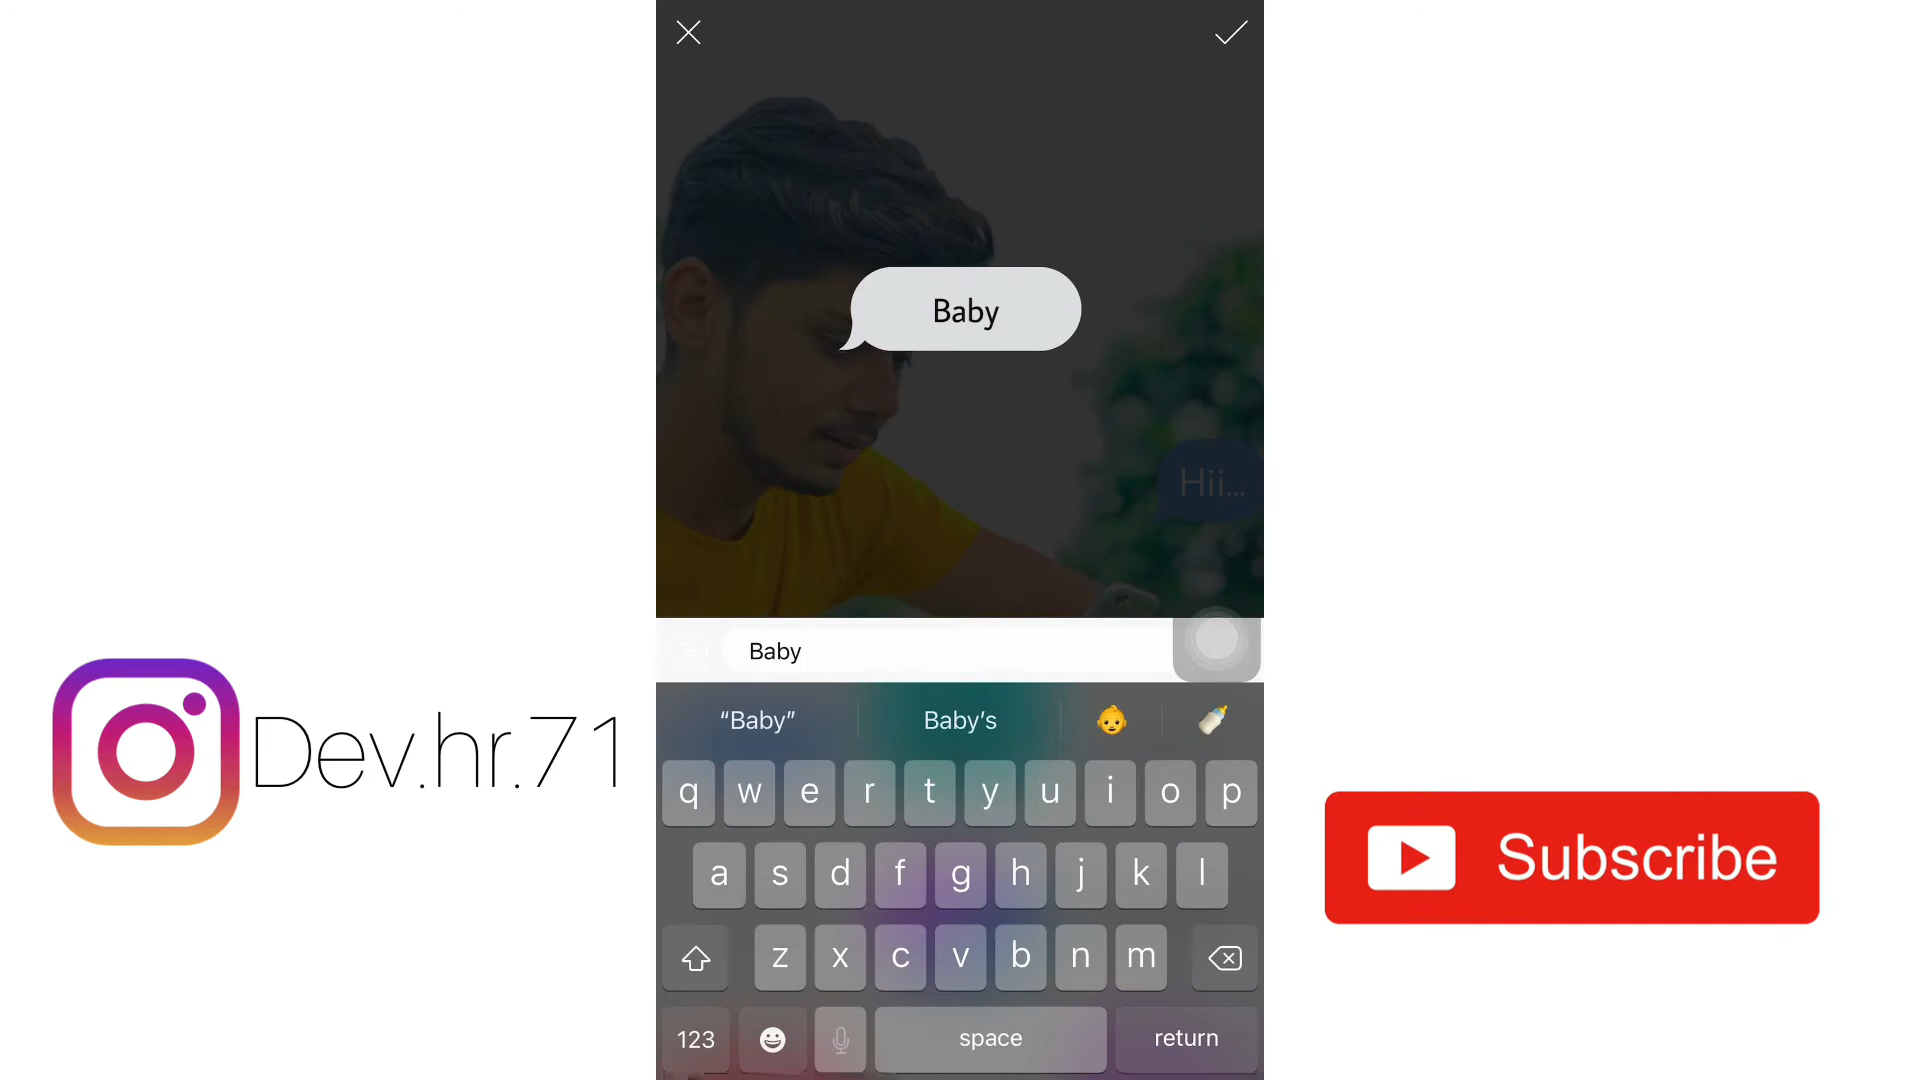 Baby
Hii...
Baby
“Baby” Baby’s
q w e r t y u i o p
a s d f g h j k l
z x c v b n m
123 space return
Dev.hr.71
Subscribe